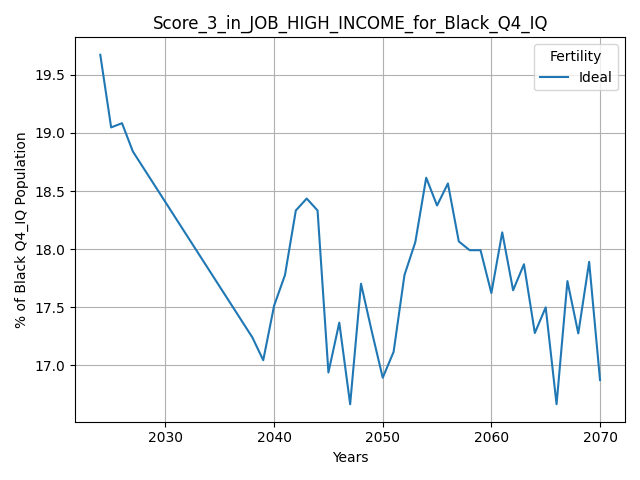 Score_3_in_JOB_HIGH_INCOME_for_Black_Q4_IQ
Fertility
Ideal
% of Black Q4_IQ Population
19.5
19.0
18.5
18.0
17.5
17.0
2030 2040 2050 2060 2070
Years